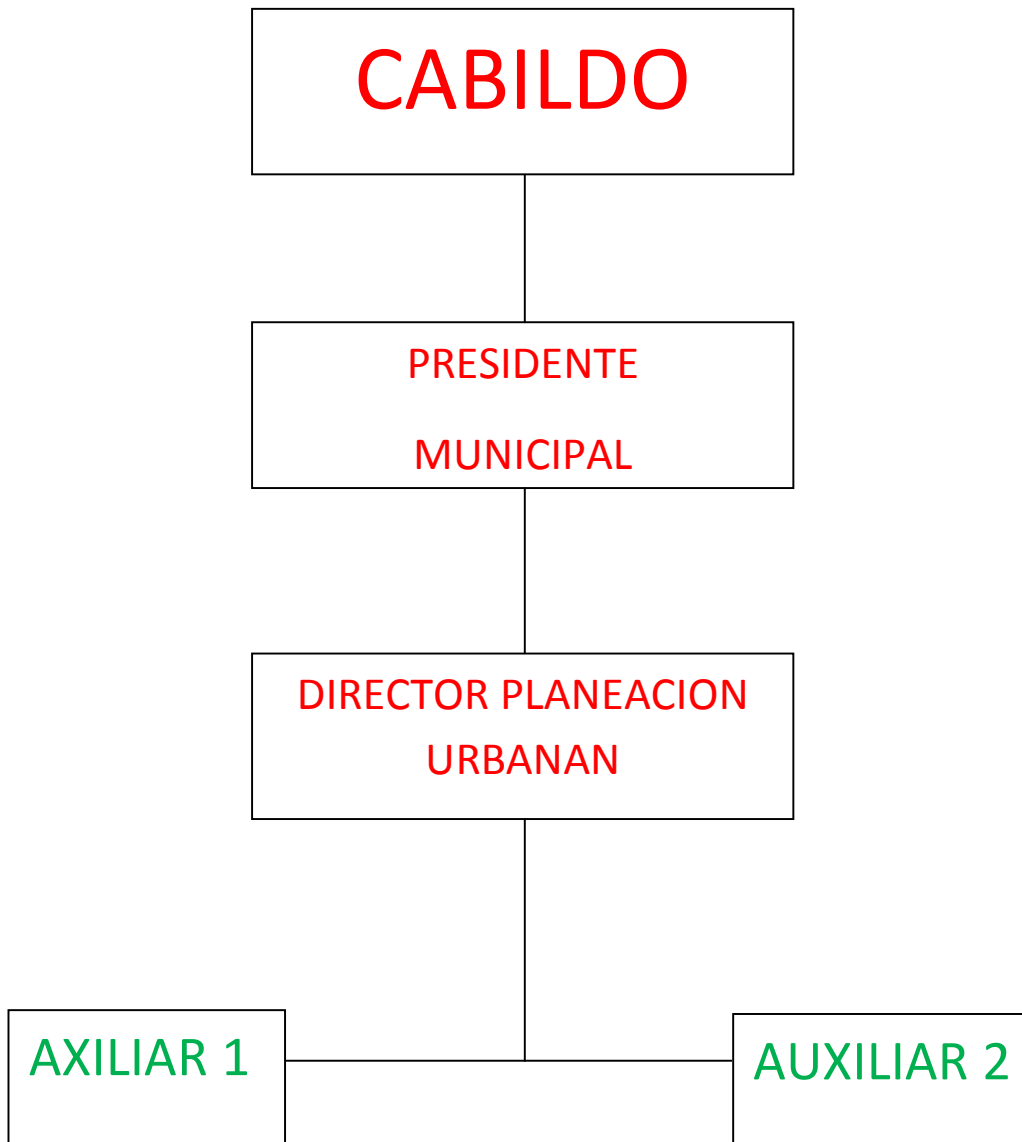 CABILDO
PRESIDENTE
MUNICIPAL
DIRECTOR PLANEACION
URBANAN
AXILIAR 1
AUXILIAR 2